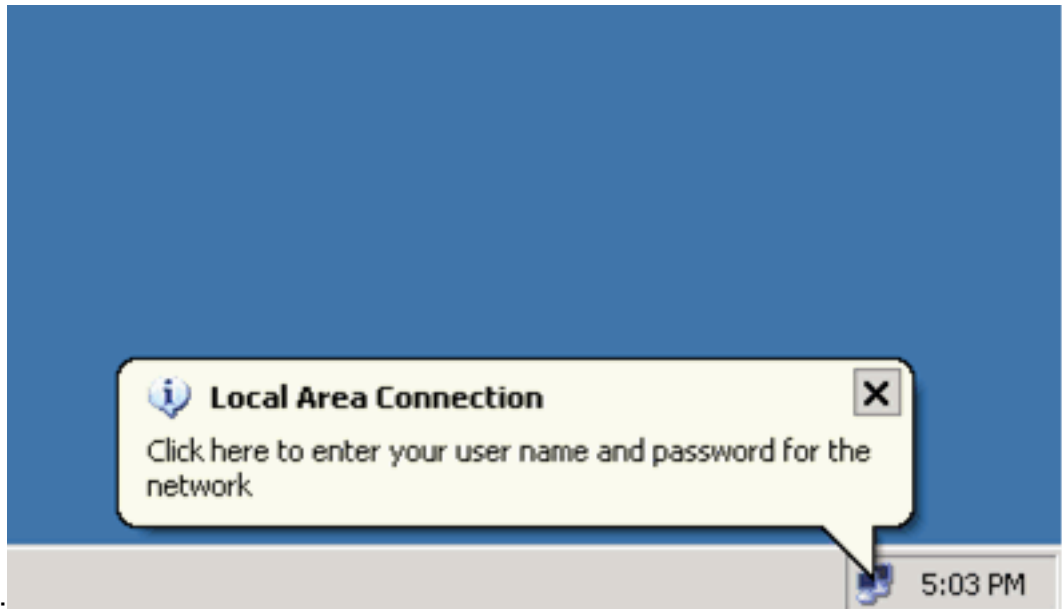 Local Area Connection
Click here to enter your user name and password for the
network
5:03 PM
.